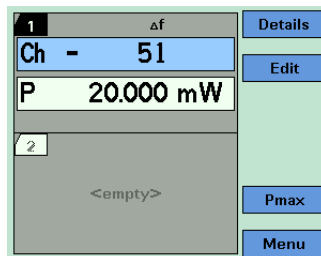 1 Δf
Ch - 51
P 20.000 mW
2
<empty>
Details
Edit
Pmax
Menu